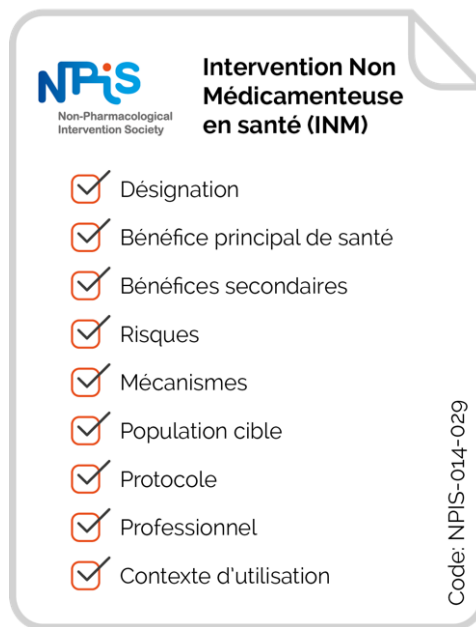 NPiS
Non-Pharmacological
Intervention Society
Intervention Non
Médicamenteuse
en santé (INM)
Désignation
Bénéfice principal de santé
Bénéfices secondaires
Risques
Mécanismes
Population cible
Protocole
Professionnel
Contexte d'utilisation
Code: NPIS-014-029